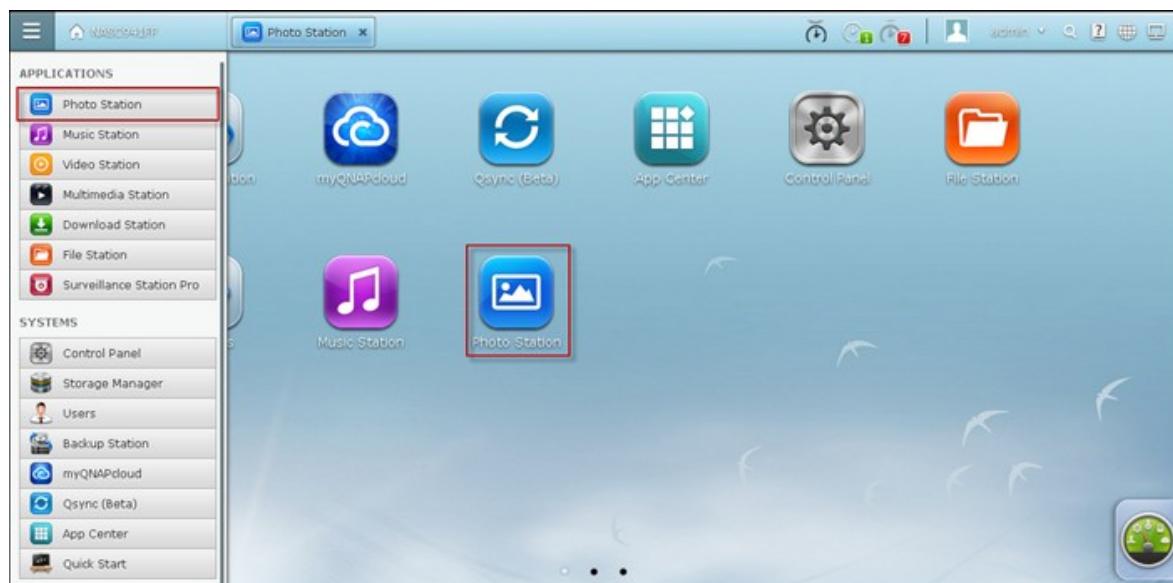 Photo Station
admin
1
7
APPLICATIONS
Photo Station
Music Station
Video Station
Multimedia Station
Download Station
File Station
Surveillance Station Pro
SYSTEMS
Control Panel
Storage Manager
Users
Backup Station
myQNAPcloud
Qsync (Beta)
App Center
Quick Start
myQNAPcloud
Qsync (Beta)
App Center
Control Panel
File Station
Music Station
Photo Station